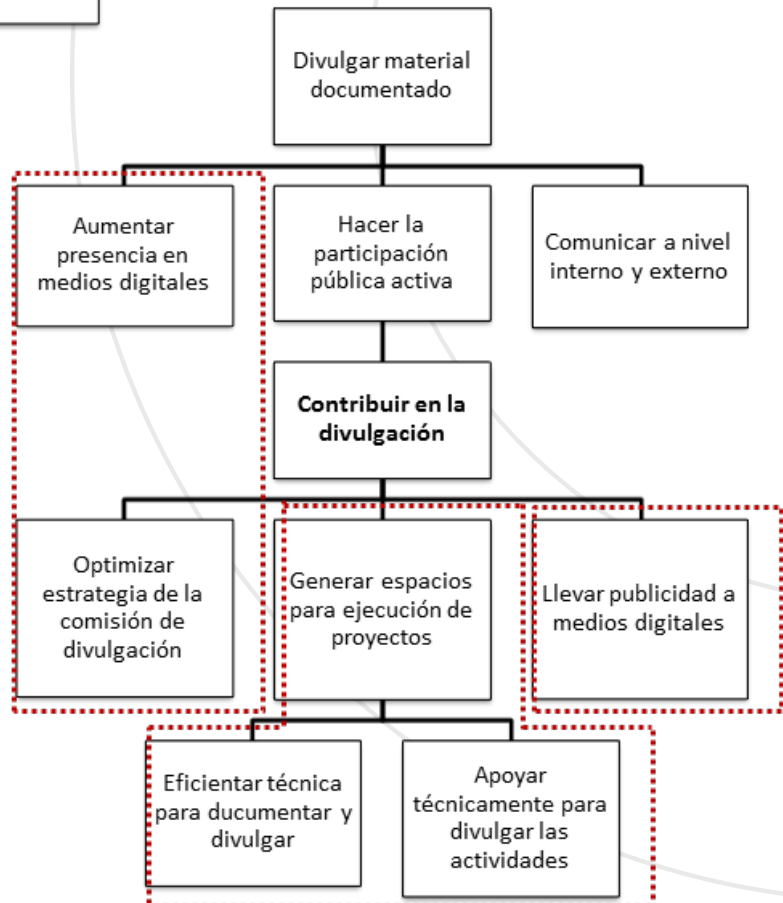 Divulgar material
documentado
Aumentar
presencia en
medios digitales
Hacer la
participación
pública activa
Comunicar a nivel
interno y externo
Contribuir en la
divulgación
Optimizar
estrategia de la
comisión de
divulgación
Generar espacios
para ejecución de
proyectos
Llevar publicidad a
medios digitales
Eficientar técnica
para ducumentar y
divulgar
Apoyar
técnicamente para
divulgar las
actividades